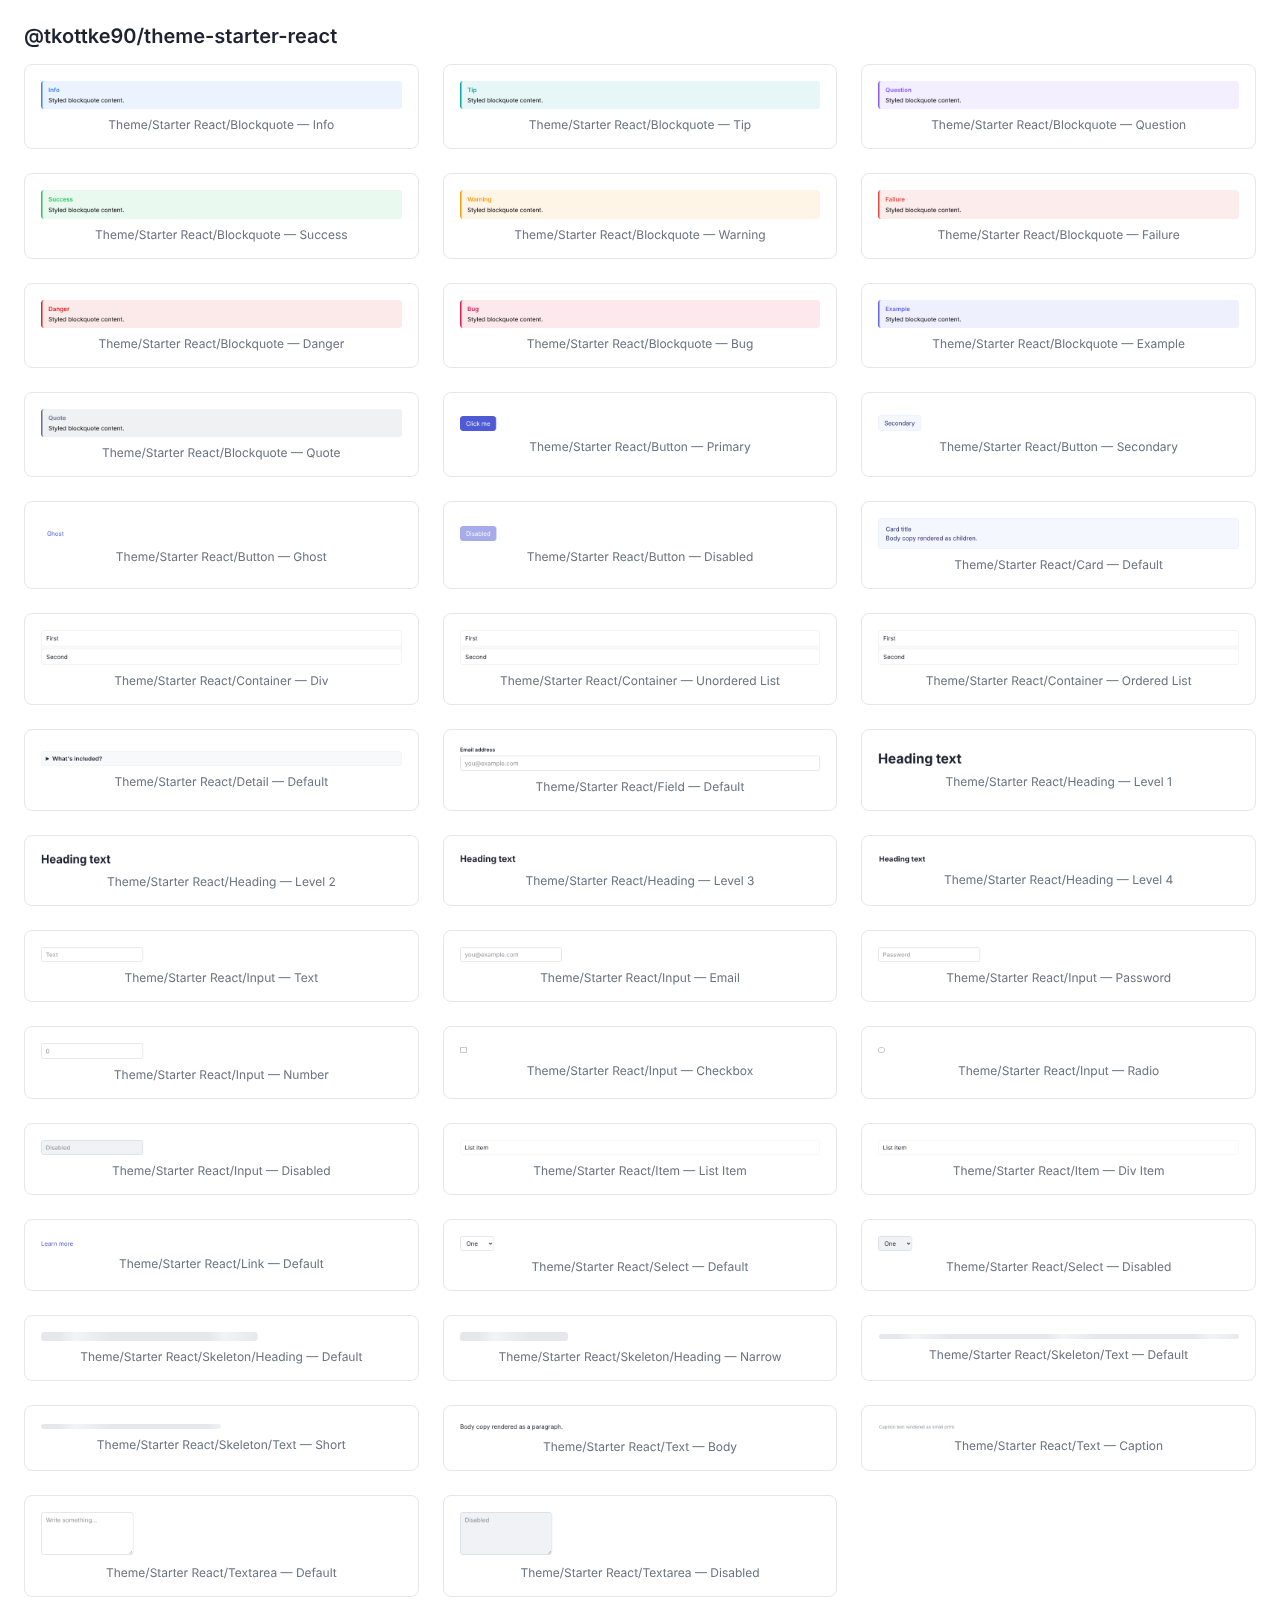 @tkottke90/theme-starter-react
Info
Styled blockquote content.
Theme/Starter React/Blockquote — Info
Tip
Styled blockquote content.
Theme/Starter React/Blockquote — Tip
Question
Styled blockquote content.
Theme/Starter React/Blockquote — Question
Success
Styled blockquote content.
Theme/Starter React/Blockquote — Success
Warning
Styled blockquote content.
Theme/Starter React/Blockquote — Warning
Failure
Styled blockquote content.
Theme/Starter React/Blockquote — Failure
Danger
Styled blockquote content.
Theme/Starter React/Blockquote — Danger
Bug
Styled blockquote content.
Theme/Starter React/Blockquote — Bug
Example
Styled blockquote content.
Theme/Starter React/Blockquote — Example
Quote
Styled blockquote content.
Theme/Starter React/Blockquote — Quote
Click me
Theme/Starter React/Button — Primary
Secondary
Theme/Starter React/Button — Secondary
Ghost
Theme/Starter React/Button — Ghost
Disabled
Theme/Starter React/Button — Disabled
Card title
Body copy rendered as children.
Theme/Starter React/Card — Default
First
Second
Theme/Starter React/Container — Div
First
Second
Theme/Starter React/Container — Unordered List
First
Second
Theme/Starter React/Container — Ordered List
What's included?
Theme/Starter React/Detail — Default
Email address
you@example.com
Theme/Starter React/Field — Default
Heading text
Theme/Starter React/Heading — Level 1
Heading text
Theme/Starter React/Heading — Level 2
Heading text
Theme/Starter React/Heading — Level 3
Heading text
Theme/Starter React/Heading — Level 4
Text
Theme/Starter React/Input — Text
you@example.com
Theme/Starter React/Input — Email
Password
Theme/Starter React/Input — Password
0
Theme/Starter React/Input — Number
Theme/Starter React/Input — Checkbox
Theme/Starter React/Input — Radio
Disabled
Theme/Starter React/Input — Disabled
List item
Theme/Starter React/Item — List Item
List item
Theme/Starter React/Item — Div Item
Learn more
Theme/Starter React/Link — Default
One
Theme/Starter React/Select — Default
One
Theme/Starter React/Select — Disabled
Theme/Starter React/Skeleton/Heading — Default
Theme/Starter React/Skeleton/Heading — Narrow
Theme/Starter React/Skeleton/Text — Default
Theme/Starter React/Skeleton/Text — Short
Body copy rendered as a paragraph.
Theme/Starter React/Text — Body
Caption text rendered as small print.
Theme/Starter React/Text — Caption
Write something...
Theme/Starter React/Textarea — Default
Disabled
Theme/Starter React/Textarea — Disabled